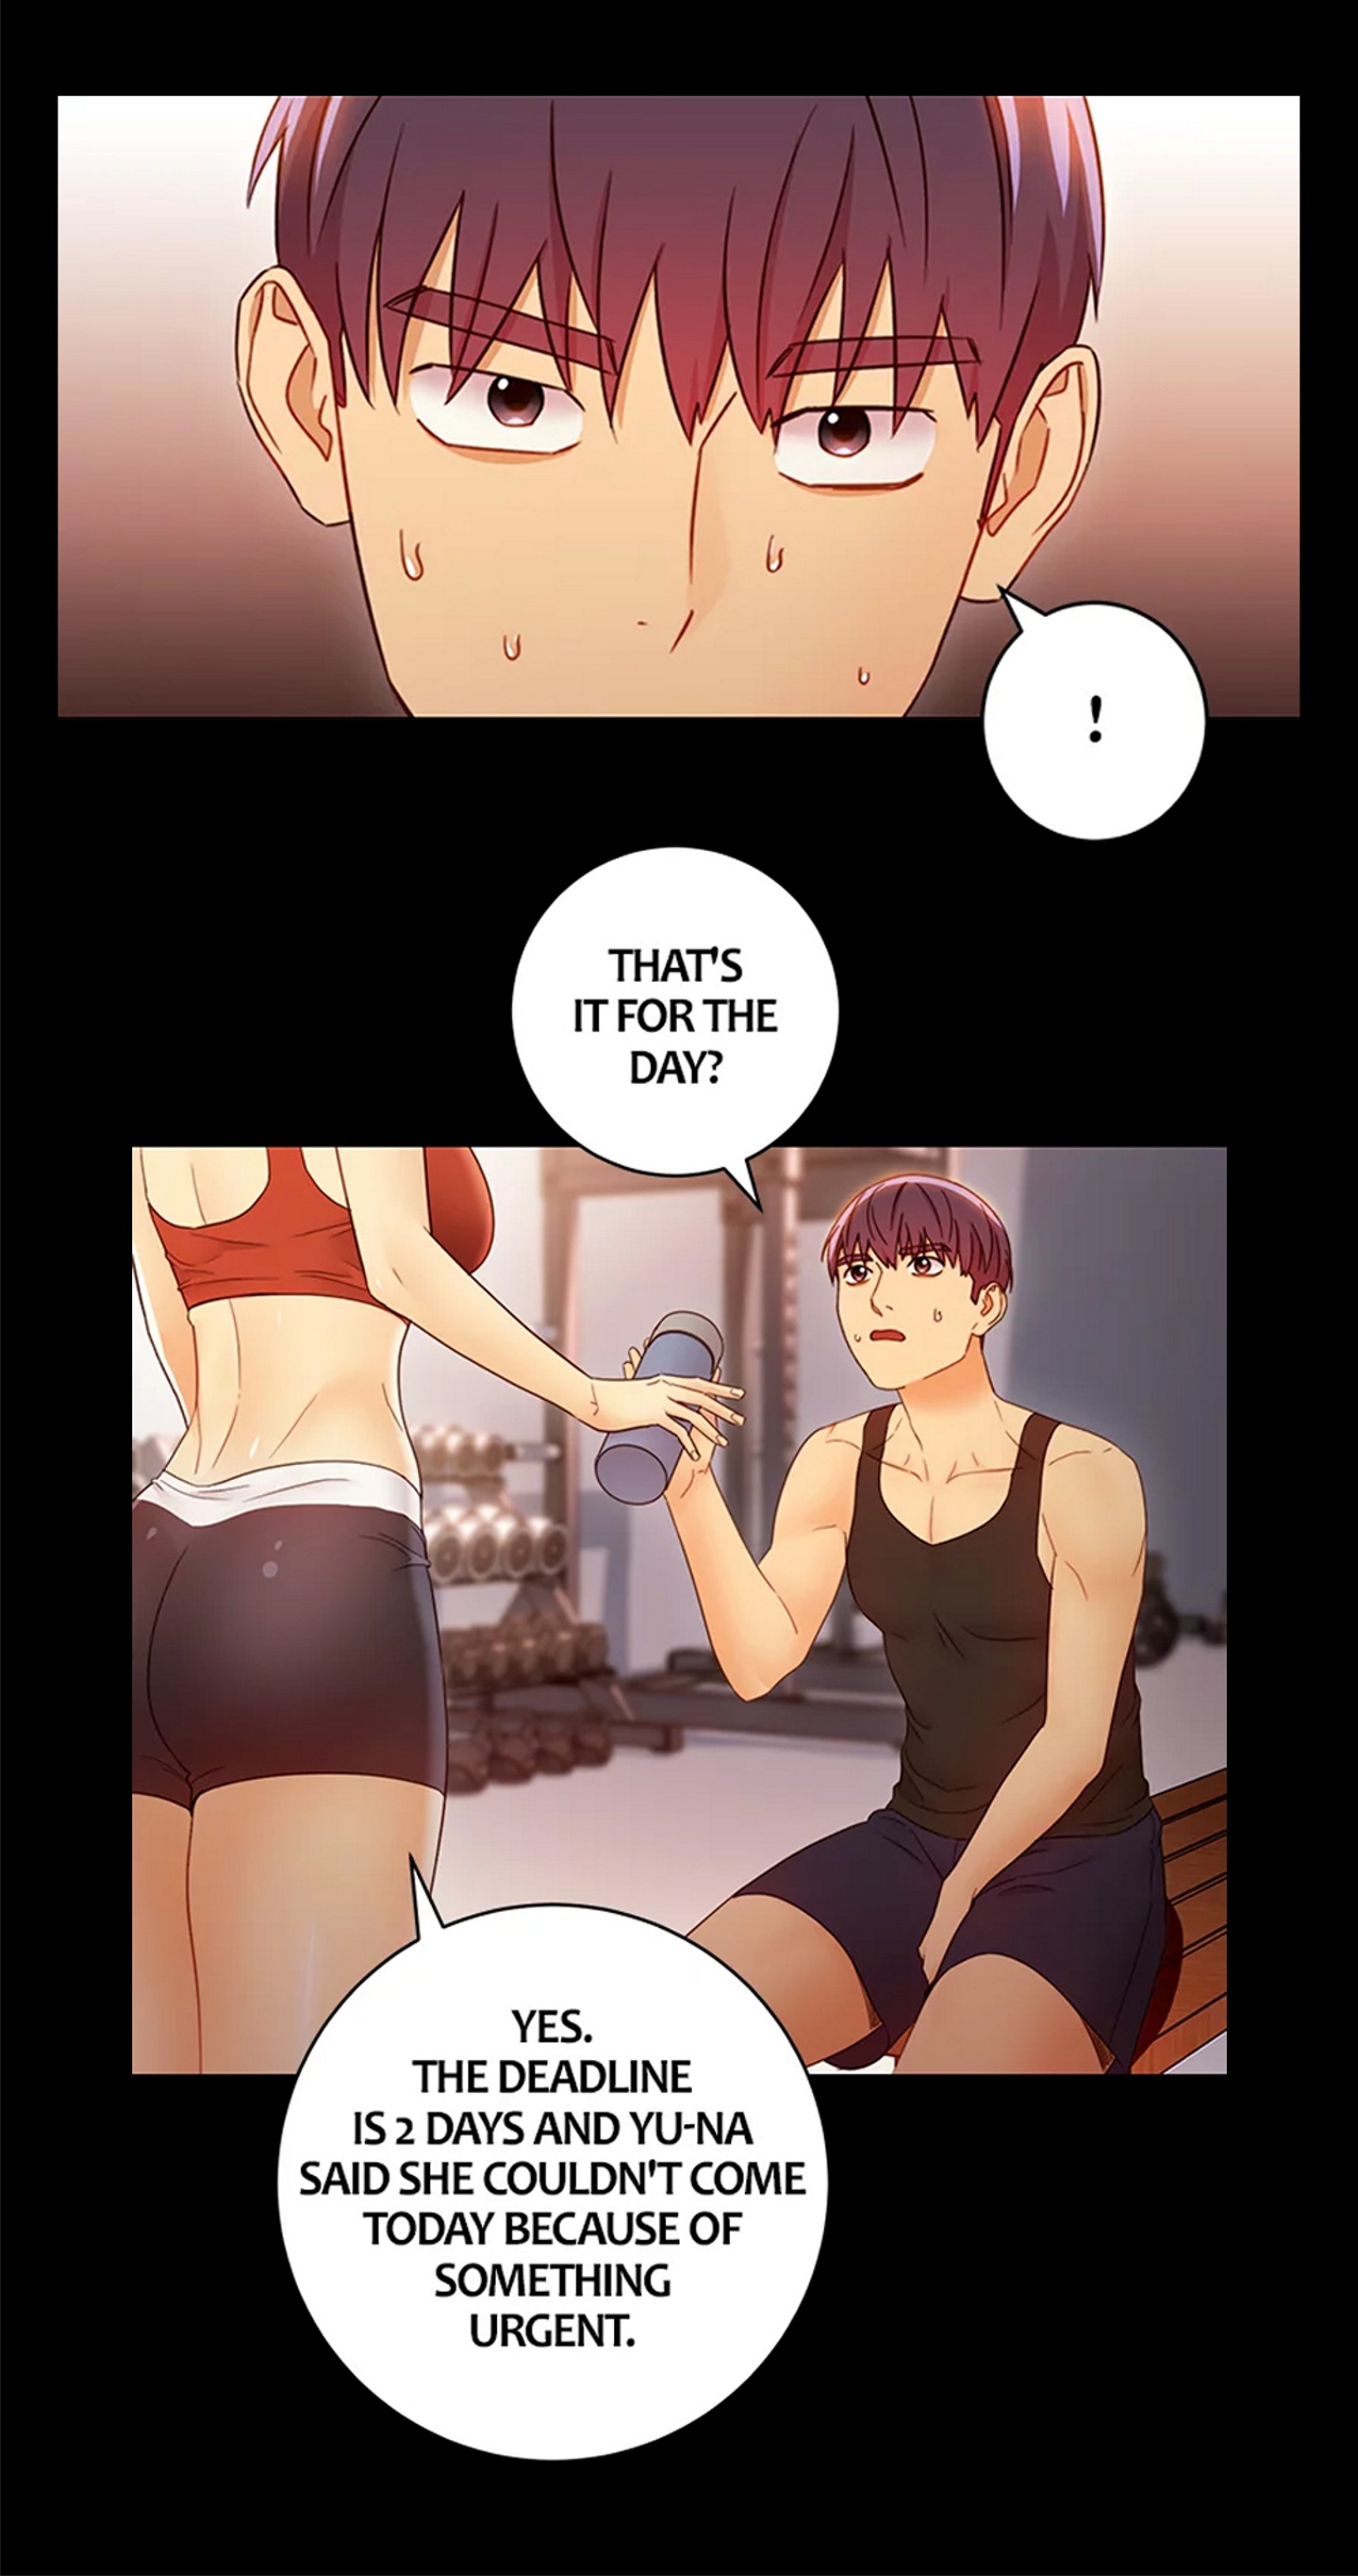 !
THAT'S
IT FOR THE
DAY?
YES.
THE DEADLINE
IS 2 DAYS AND YU-NA
SAID SHE COULDN'T COME
TODAY BECAUSE OF
SOMETHING
URGENT.